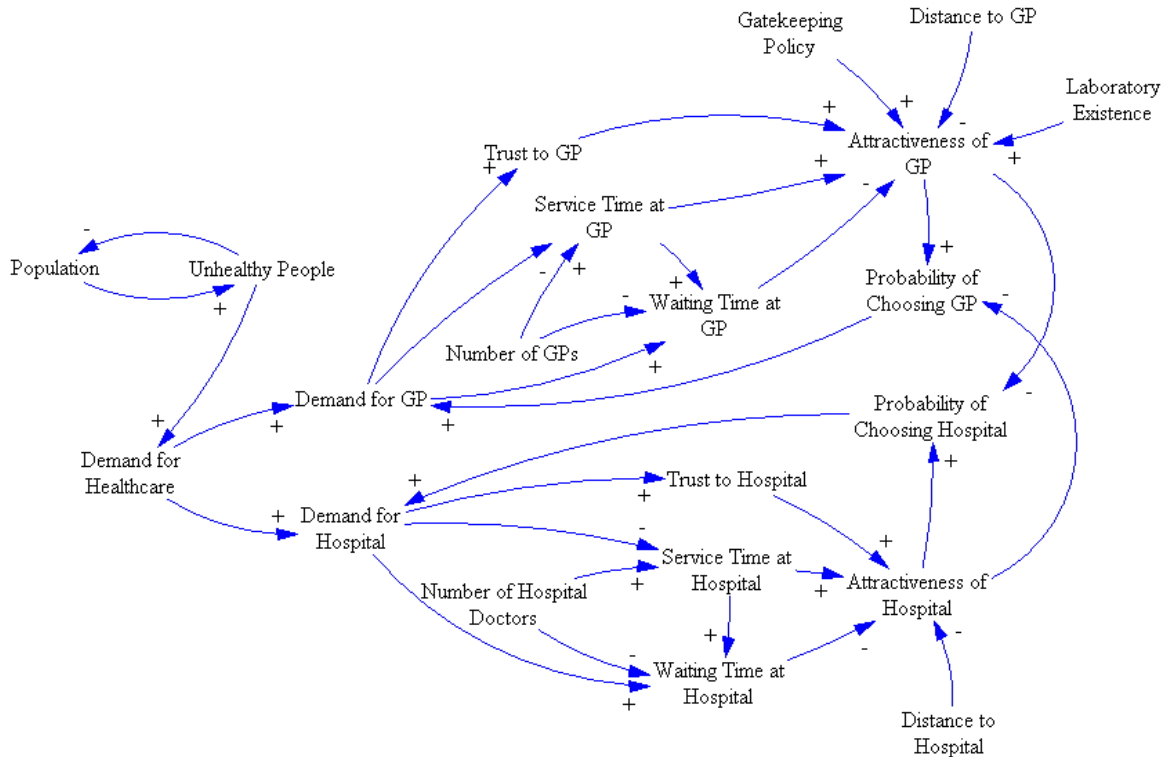 Gatekeeping
Policy
Distance to GP
Laboratory
Existence
+
+
-
Attractiveness of
GP
+
+
Trust to GP
+
+
-
Service Time at
GP
-
Population
Unhealthy People
+
-
+
+
Waiting Time at
GP
-
+
Probability of
Choosing GP
-
Number of GPs
+
Demand for GP
+
+
-
Probability of
Choosing Hospital
+
+
Demand for
Healthcare
+
Trust to Hospital
+
+
Demand for
Hospital
-
+
Service Time at
Hospital
+
+
Attractiveness of
Hospital
Number of Hospital
Doctors
+
-
Waiting Time at
Hospital
+
-
-
Distance to
Hospital